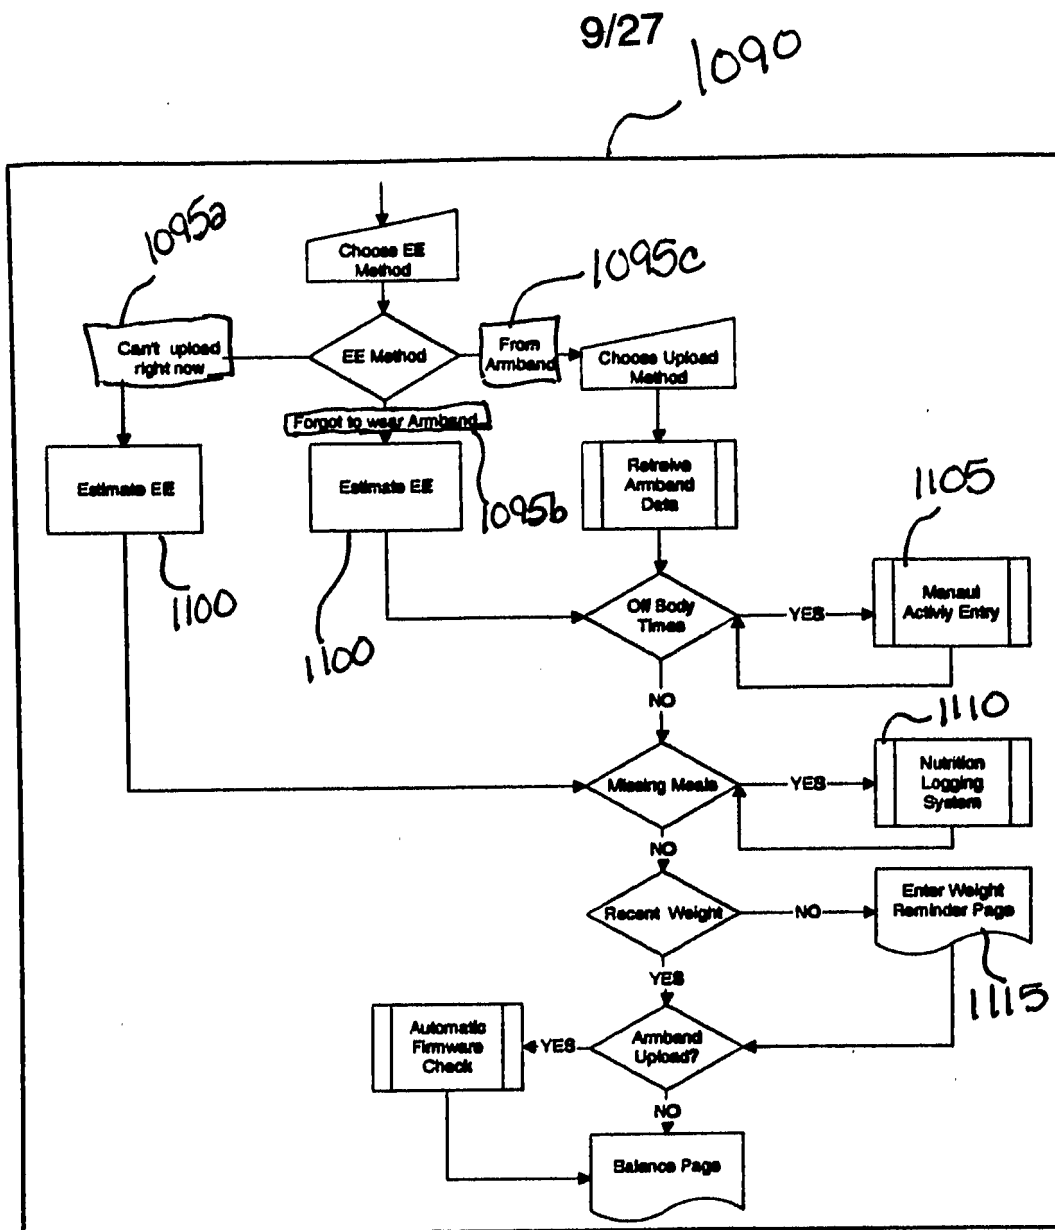 9/27
1090
1095a
Choose EE
Method
1095c
Can't upload
right now
EE Method
From
Armband
Choose Upload
Method
Forgot to wear Armband
Estimate EE
Estimate EE
1095b
Retreive
Armband
Data
1105
1100
1100
Off Body
Times
YES
Manaul
Activly Entry
NO
1110
Missing Meals
YES
Nutrition
Logging
System
NO
Recent Weight
NO
Enter Weight
Reminder Page
YES
1115
Automatic
Firmware
Check
YES
Armband
Upload?
NO
Balance Page